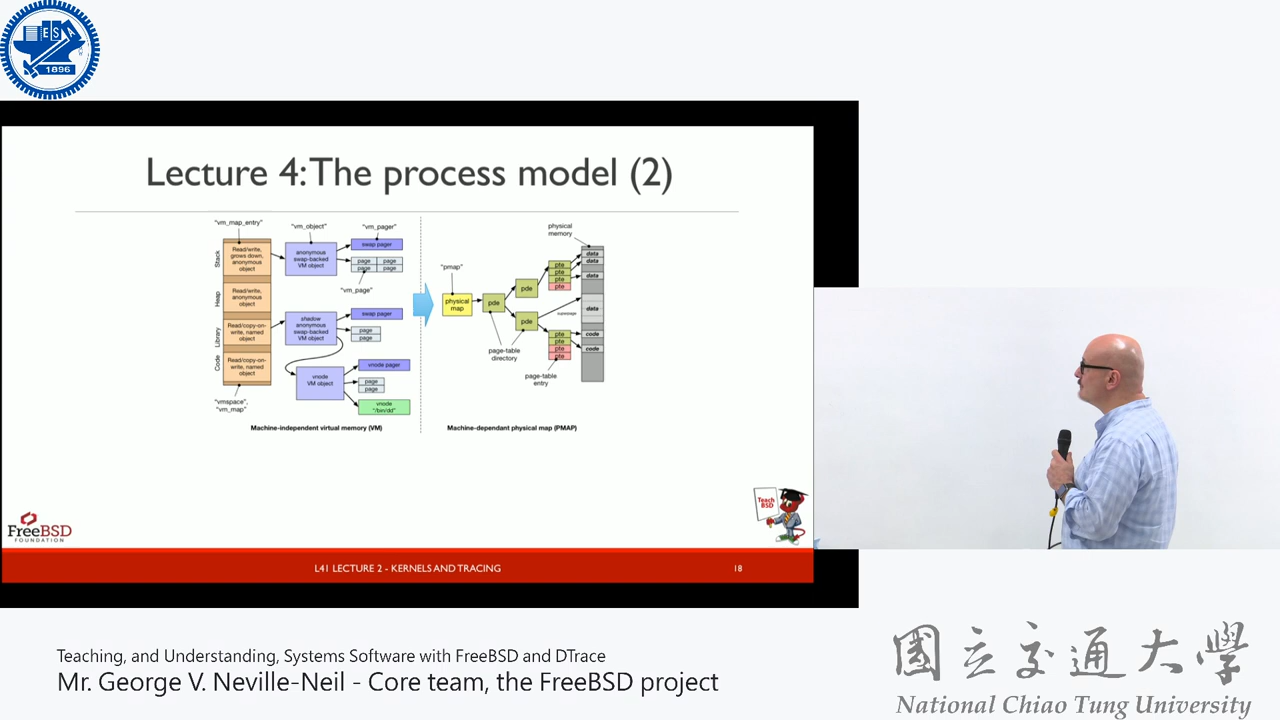 ESA
1896
Lecture 4: The process model (2)
"vm_map_entry"
"vm_object"
"vm_pager"
Stack
Read/write,
grows down,
anonymous
object
anonymous
swap-backed
VM object
swap pager
page page
page page
"vm_page"
Heap
Read/write,
anonymous
object
Library
Read/copy-on-
write, named
object
shadow
anonymous
swap-backed
VM object
swap pager
page
page
Code
Read/copy-on-
write, named
object
vnode
VM object
vnode pager
page
page
vnode
"/bin/dd"
"vmspace",
"vm_map"
Machine-independent virtual memory (VM)
"pmap"
physical
map
pde
pde
pde
page-table
directory
pte
pte
pte
pte
superpage
pte
pte
pte
pte
page-table
entry
physical
memory
data
data
data
data
code
code
Machine-dependant physical map (PMAP)
FreeBSD
FOUNDATION
Teach
BSD
L41 LECTURE 2 - KERNELS AND TRACING
18
Teaching, and Understanding, Systems Software with FreeBSD and DTrace
Mr. George V. Neville-Neil - Core team, the FreeBSD project
國立交通大學
National Chiao Tung University